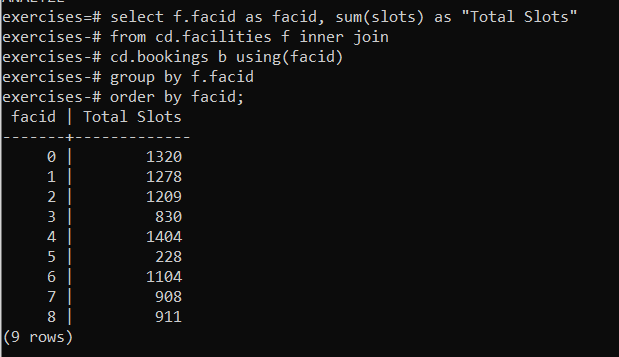 exercises=# select f.facid as facid, sum(slots) as "Total Slots"
exercises-# from cd.facilities f inner join
exercises-# cd.bookings b using(facid)
exercises-# group by f.facid
exercises-# order by facid;
 facid | Total Slots
-------+-------------
     0 |        1320
     1 |        1278
     2 |        1209
     3 |         830
     4 |        1404
     5 |         228
     6 |        1104
     7 |         908
     8 |         911
(9 rows)